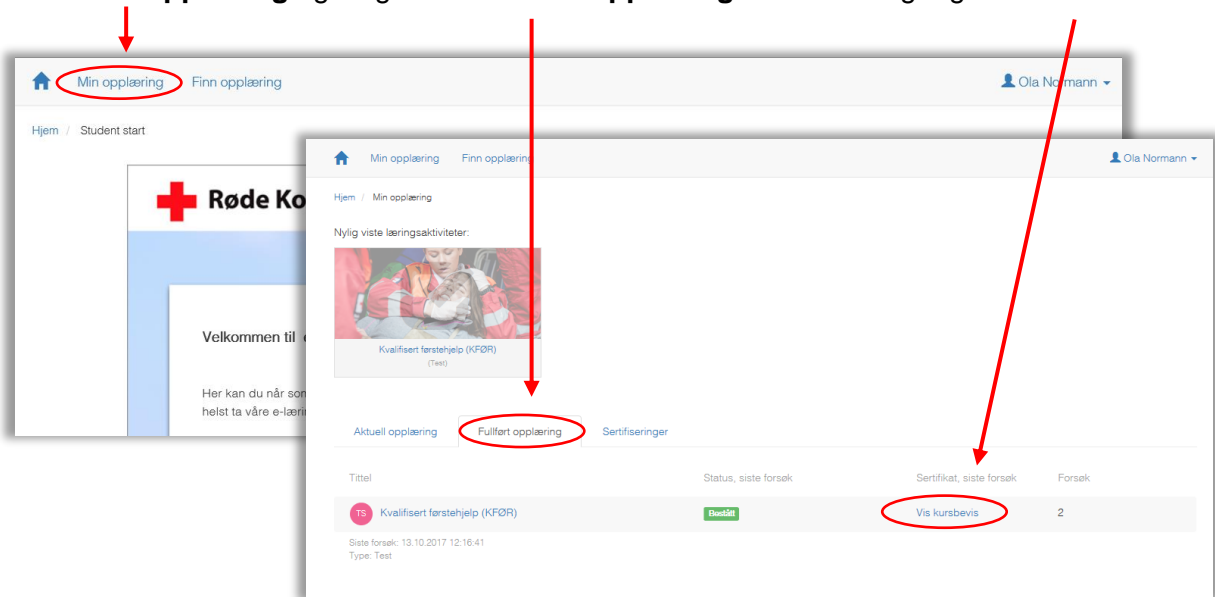 Min opplæring Finn opplæring Ola Normann
Hjem / Student start
Røde Ko
Velkommen til
Her kan du når som
helst ta våre e-læri
Min opplæring Finn opplæring Ola Normann
Hjem / Min opplæring
Nylig viste læringsaktiviteter:
Kvalifisert førstehjelp (KFØR)
(Test)
Aktuell opplæring Fullført opplæring Sertifiseringer
Tittel Status, siste forsøk Sertifikat, siste forsøk Forsøk
TS Kvalifisert førstehjelp (KFØR) Bestått Vis kursbevis 2
Siste forsøk: 13.10.2017 12:16:41
Type: Test